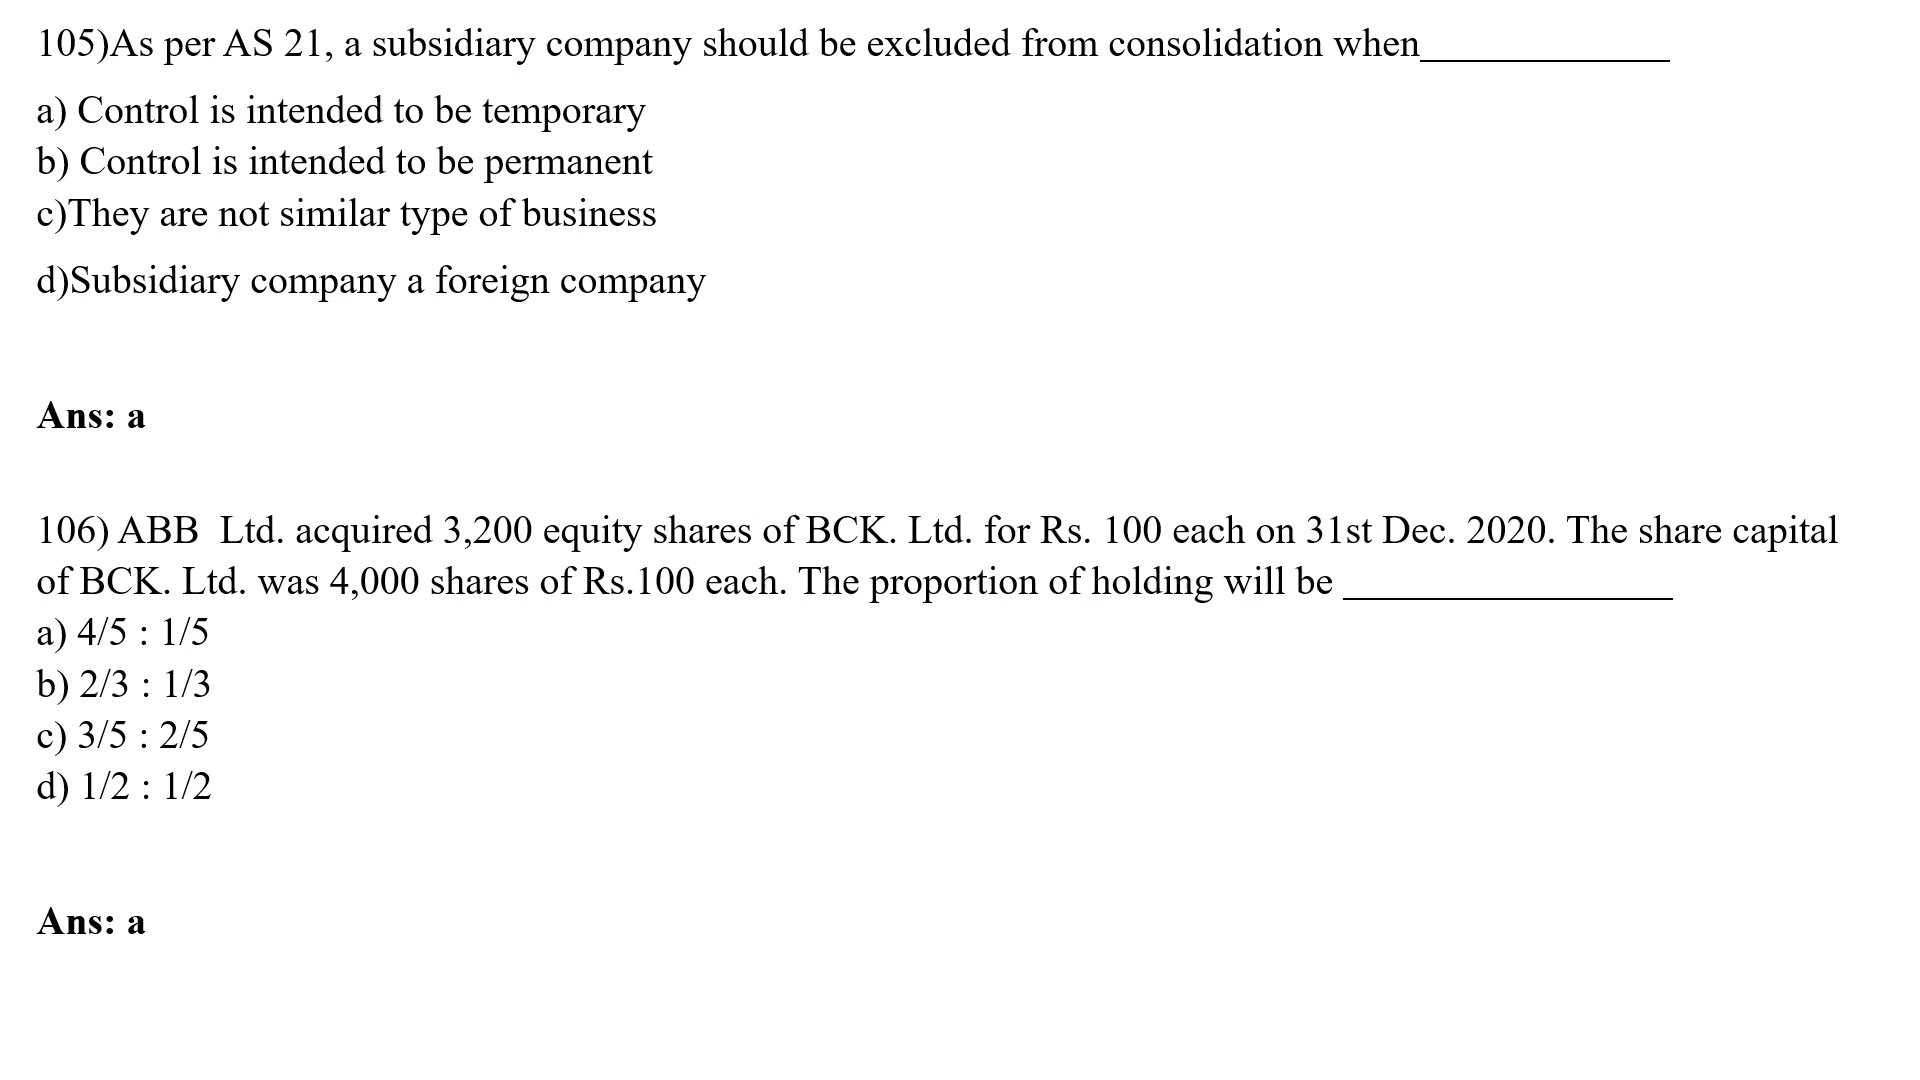 105)As per AS 21, a subsidiary company should be excluded from consolidation when____________
a) Control is intended to be temporary
b) Control is intended to be permanent
c)They are not similar type of business
d)Subsidiary company a foreign company
Ans: a
106) ABB  Ltd. acquired 3,200 equity shares of BCK. Ltd. for Rs. 100 each on 31st Dec. 2020. The share capital
of BCK. Ltd. was 4,000 shares of Rs.100 each. The proportion of holding will be ________________
a) 4/5 : 1/5
b) 2/3 : 1/3
c) 3/5 : 2/5
d) 1/2 : 1/2
Ans: a